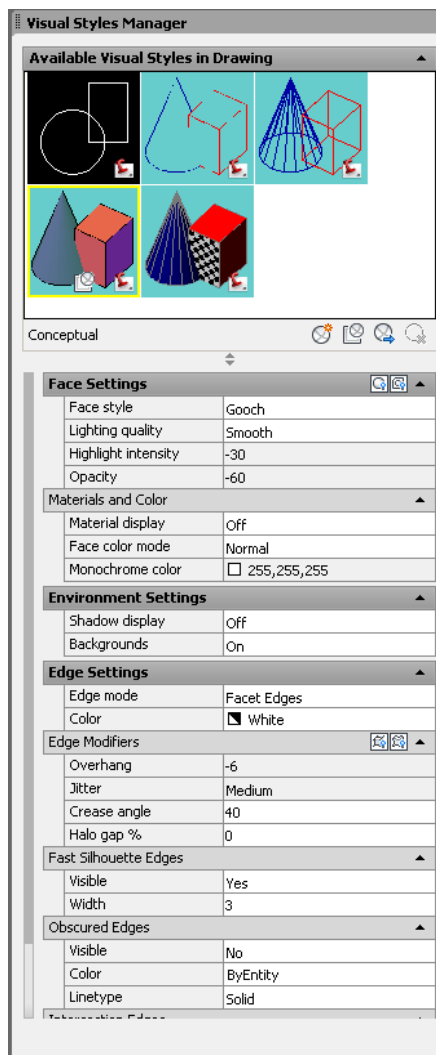 Visual Styles Manager
Available Visual Styles in Drawing
Conceptual
Face Settings
Face style Gooch
Lighting quality Smooth
Highlight intensity -30
Opacity -60
Materials and Color
Material display Off
Face color mode Normal
Monochrome color 255,255,255
Environment Settings
Shadow display Off
Backgrounds On
Edge Settings
Edge mode Facet Edges
Color White
Edge Modifiers
Overhang -6
Jitter Medium
Crease angle 40
Halo gap % 0
Fast Silhouette Edges
Visible Yes
Width 3
Obscured Edges
Visible No
Color ByEntity
Linetype Solid
Intersection Edges